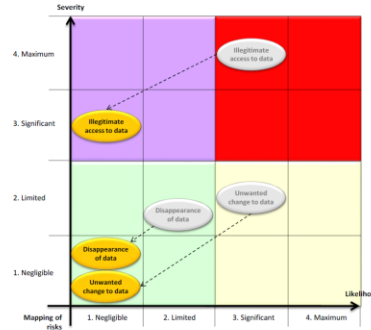 Severity
4. Maximum
Illegitimate
access to data
3. Significant
Illegitimate
access to data
2. Limited
Unwanted
change to data
Disappearance
of data
Disappearance
of data
1. Negligible
Unwanted
change to data
Likeliho
Mapping of
risks
1. Negligible
2. Limited
3. Significant
4. Maximum